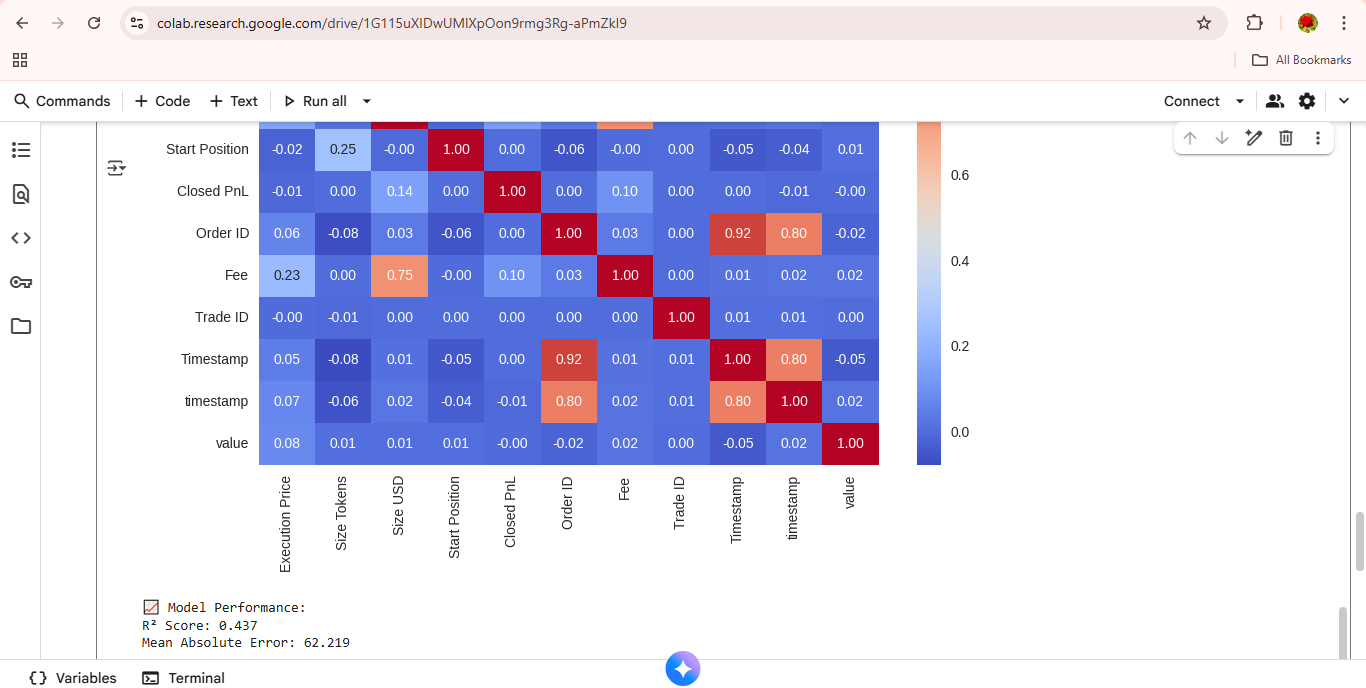 colab.research.google.com/drive/1G115uXIDwUMlXpOon9rmg3Rg-aPmZkI9
All Bookmarks
Commands + Code + Text Run all Connect
Start Position -0.02 0.25 -0.00 1.00 0.00 -0.06 -0.00 0.00 -0.05 -0.04 0.01
0.6
Closed PnL -0.01 0.00 0.14 0.00 1.00 0.00 0.10 0.00 0.00 -0.01 -0.00
Order ID 0.06 -0.08 0.03 -0.06 0.00 1.00 0.03 0.00 0.92 0.80 -0.02
0.4
Fee 0.23 0.00 0.75 -0.00 0.10 0.03 1.00 0.00 0.01 0.02 0.02
Trade ID -0.00 -0.01 0.00 0.00 0.00 0.00 0.00 1.00 0.01 0.01 0.00
0.2
Timestamp 0.05 -0.08 0.01 -0.05 0.00 0.92 0.01 0.01 1.00 0.80 -0.05
timestamp 0.07 -0.06 0.02 -0.04 -0.01 0.80 0.02 0.01 0.80 1.00 0.02
0.0
value 0.08 0.01 0.01 0.01 -0.00 -0.02 0.02 0.00 -0.05 0.02 1.00
Execution Price
Size Tokens
Size USD
Start Position
Closed PnL
Order ID
Fee
Trade ID
Timestamp
timestamp
value
📈 Model Performance:
R² Score: 0.437
Mean Absolute Error: 62.219
Variables Terminal